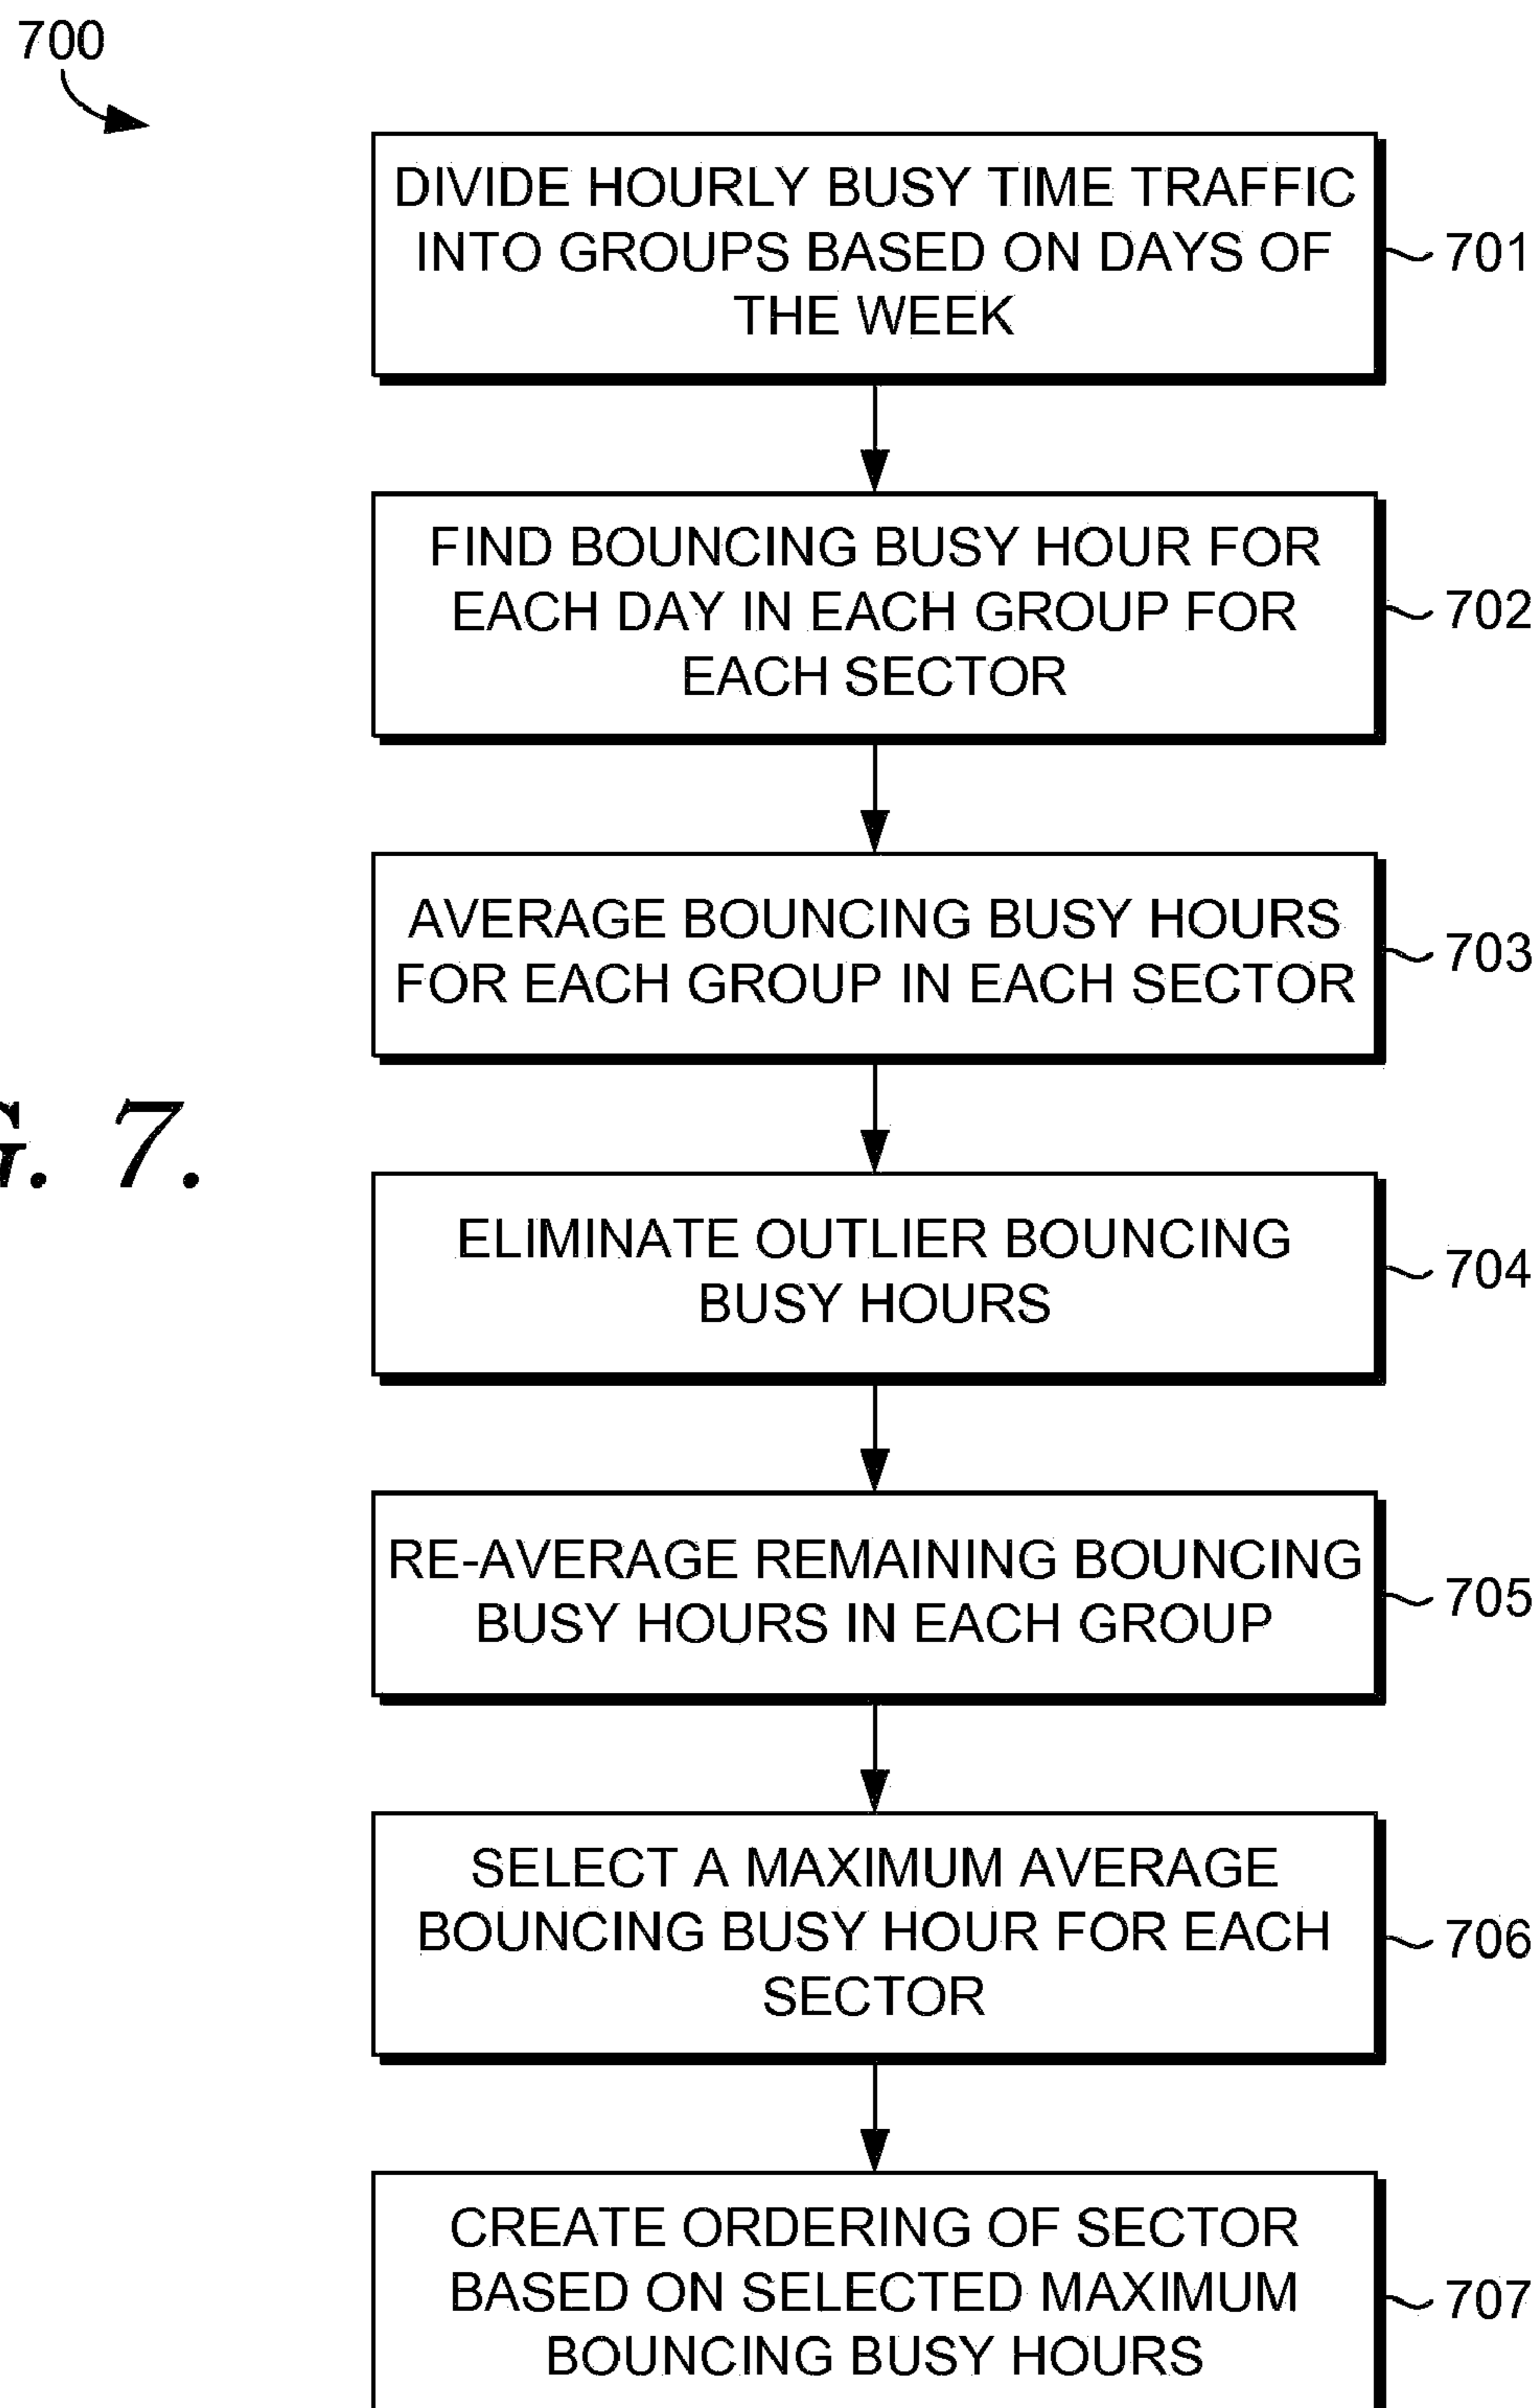 700
DIVIDE HOURLY BUSY TIME TRAFFIC
INTO GROUPS BASED ON DAYS OF
THE WEEK
701
FIND BOUNCING BUSY HOUR FOR
EACH DAY IN EACH GROUP FOR
EACH SECTOR
702
AVERAGE BOUNCING BUSY HOURS
FOR EACH GROUP IN EACH SECTOR
703
G. 7.
ELIMINATE OUTLIER BOUNCING
BUSY HOURS
704
RE-AVERAGE REMAINING BOUNCING
BUSY HOURS IN EACH GROUP
705
SELECT A MAXIMUM AVERAGE
BOUNCING BUSY HOUR FOR EACH
SECTOR
706
CREATE ORDERING OF SECTOR
BASED ON SELECTED MAXIMUM
BOUNCING BUSY HOURS
707